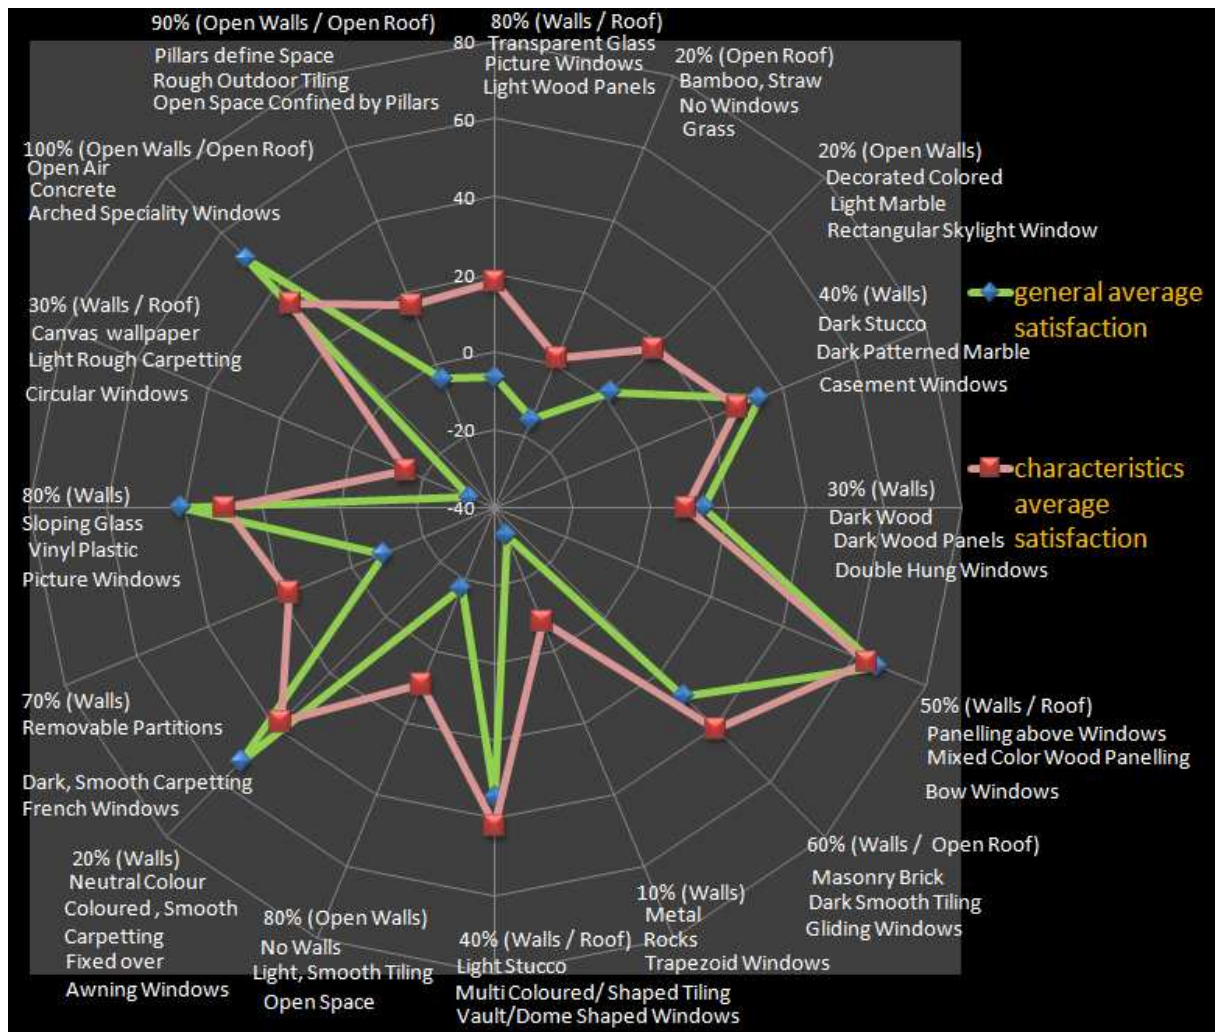 90% (Open Walls / Open Roof)
Pillars define Space
Rough Outdoor Tiling
Open Space Confined by Pillars
80% (Walls / Roof)
Transparent Glass
Picture Windows
Light Wood Panels
20% (Open Roof)
Bamboo, Straw
No Windows
Grass
20% (Open Walls)
Decorated Colored
Light Marble
Rectangular Skylight Window
40% (Walls)
Dark Stucco
Dark Patterned Marble
Casement Windows
30% (Walls)
Dark Wood
Dark Wood Panels
Double Hung Windows
50% (Walls / Roof)
Panelling above Windows
Mixed Color Wood Panelling
Bow Windows
60% (Walls / Open Roof)
Masonry Brick
Dark Smooth Tiling
Gliding Windows
10% (Walls)
Metal
Rocks
Trapezoid Windows
40% (Walls / Roof)
Light Stucco
Multi Coloured/ Shaped Tiling
Vault/Dome Shaped Windows
80% (Open Walls)
No Walls
Light, Smooth Tiling
Open Space
20% (Walls)
Neutral Colour
Coloured , Smooth
Carpetting
Fixed over
Awning Windows
70% (Walls)
Removable Partitions
Dark, Smooth Carpetting
French Windows
80% (Walls)
Sloping Glass
Vinyl Plastic
Picture Windows
30% (Walls / Roof)
Canvas wallpaper
Light Rough Carpetting
Circular Windows
100% (Open Walls /Open Roof)
Open Air
Concrete
Arched Speciality Windows
80
60
40
20
0
-20
-40
general average
satisfaction
characteristics
average
satisfaction